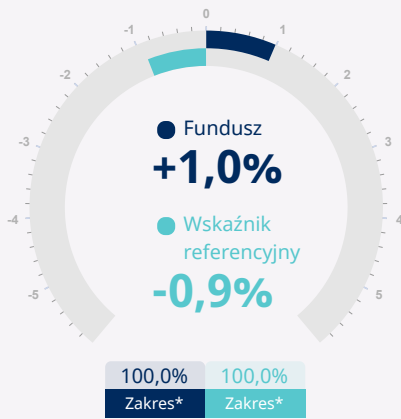 0
-1 1
-2 2
-3 3
-4 4
-5 5
Fundusz
+1,0%
Wskaźnik
referencyjny
-0,9%
100,0% 100,0%
Zakres* Zakres*